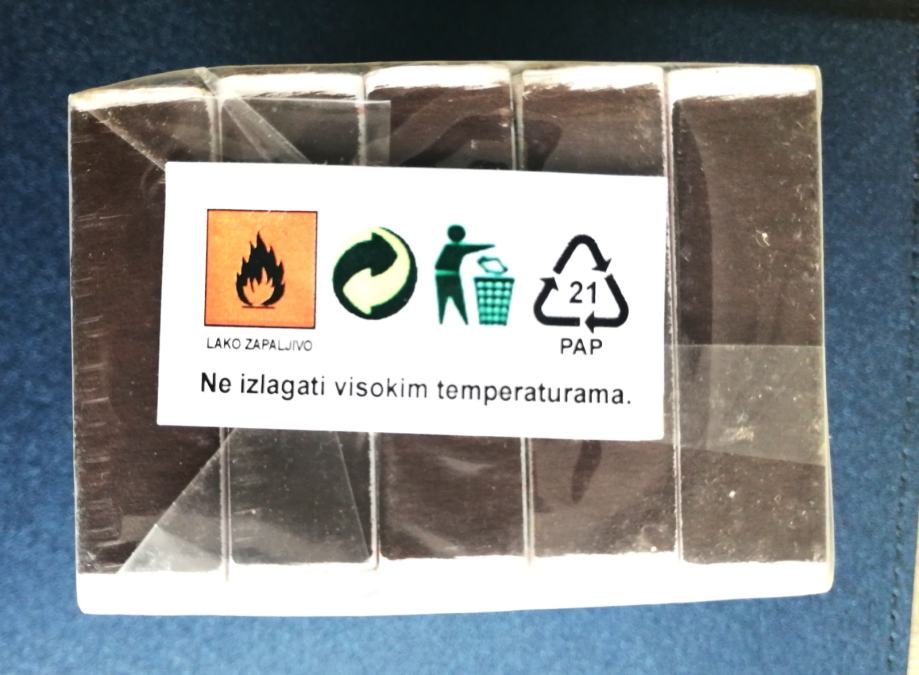 LAKO ZAPALJIVO
21
PAP
Ne izlagati visokim temperaturama.